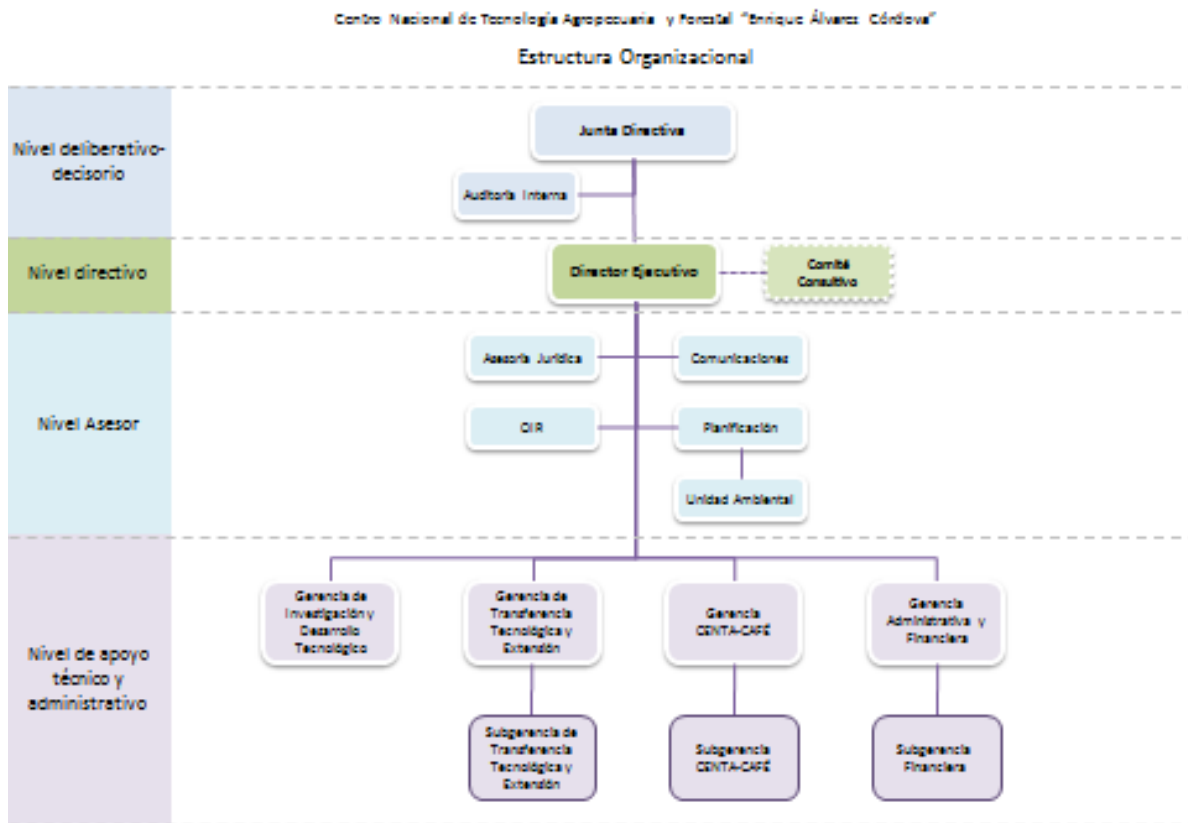 Centro Nacional de Tecnología Agropecuaria y Forestal "Enrique Álvarez Córdova"
Estructura Organizacional
Nivel deliberativo-
decisorio
Junta Directiva
Auditoría Interna
Nivel directivo
Director Ejecutivo
Comité
Consultivo
Nivel Asesor
Asesoría Jurídica
Comunicaciones
OIR
Planificación
Unidad Ambiental
Nivel de apoyo
técnico y
administrativo
Gerencia de
Investigación y
Desarrollo
Tecnológico
Gerencia de
Transferencia
Tecnológica y
Extensión
Gerencia
CENTA-CAFÉ
Gerencia
Administrativa y
Financiera
Subgerencia de
Transferencia
Tecnológica y
Extensión
Subgerencia
CENTA-CAFÉ
Subgerencia
Financiera